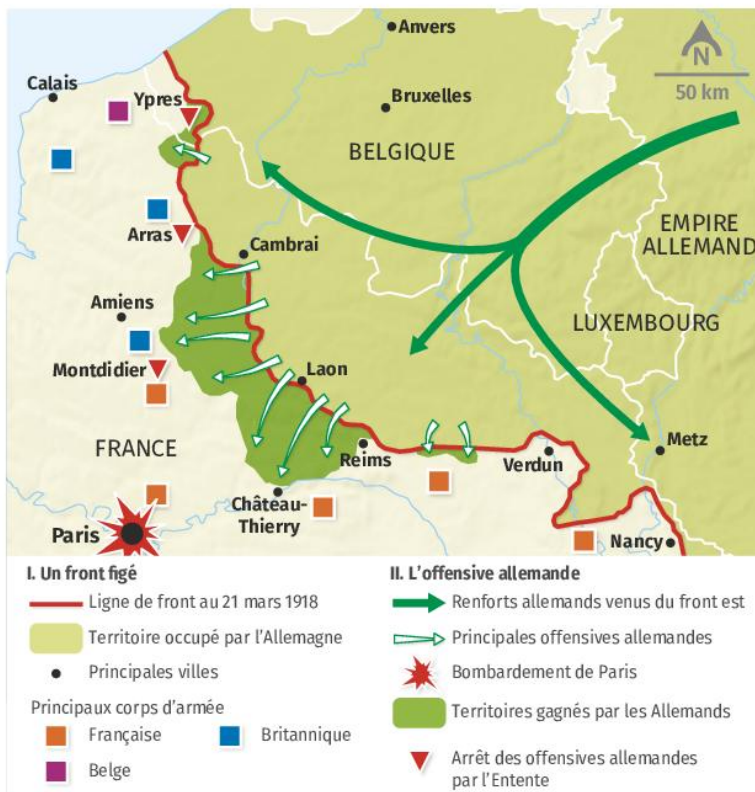 Anvers
N
50 km
Calais
Ypres
Bruxelles
BELGIQUE
EMPIRE
ALLEMAND
Arras
Cambrai
Amiens
LUXEMBOURG
Montdidier
Laon
FRANCE
Reims
Verdun
Metz
Château-
Thierry
Paris
Nancy
I. Un front figé
Ligne de front au 21 mars 1918
Territoire occupé par l'Allemagne
Principales villes
Principaux corps d'armée
Française
Britannique
Belge
II. L'offensive allemande
Renforts allemands venus du front est
Principales offensives allemandes
Bombardement de Paris
Territoires gagnés par les Allemands
Arrêt des offensives allemandes
par l'Entente